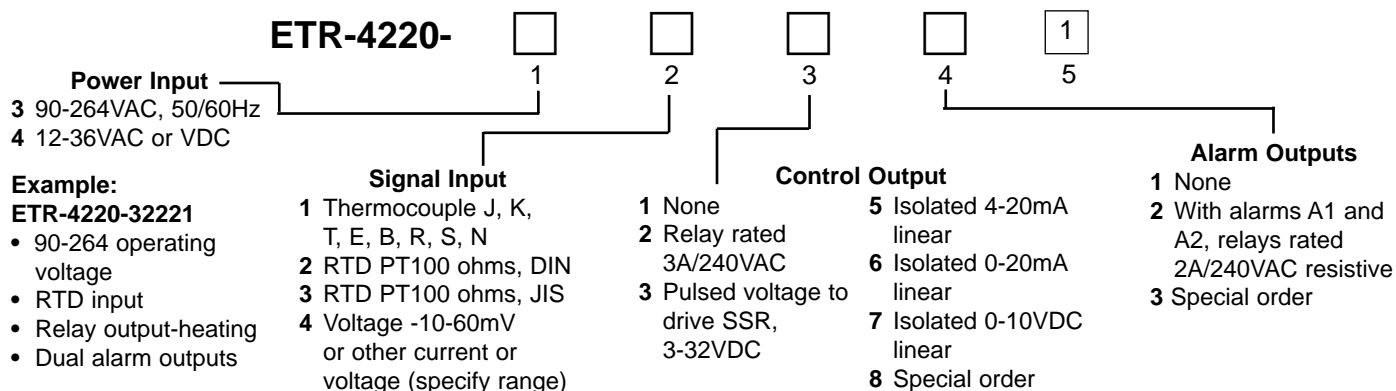 ETR-4220- 1
1 2 3 4 5
Power Input
3 90-264VAC, 50/60Hz
4 12-36VAC or VDC
Example:
ETR-4220-32221
• 90-264 operating
voltage
• RTD input
• Relay output-heating
• Dual alarm outputs
Signal Input
1 Thermocouple J, K,
T, E, B, R, S, N
2 RTD PT100 ohms, DIN
3 RTD PT100 ohms, JIS
4 Voltage -10-60mV
or other current or
voltage (specify range)
Control Output
1 None
2 Relay rated
3A/240VAC
3 Pulsed voltage to
drive SSR,
3-32VDC
5 Isolated 4-20mA
linear
6 Isolated 0-20mA
linear
7 Isolated 0-10VDC
linear
8 Special order
Alarm Outputs
1 None
2 With alarms A1 and
A2, relays rated
2A/240VAC resistive
3 Special order